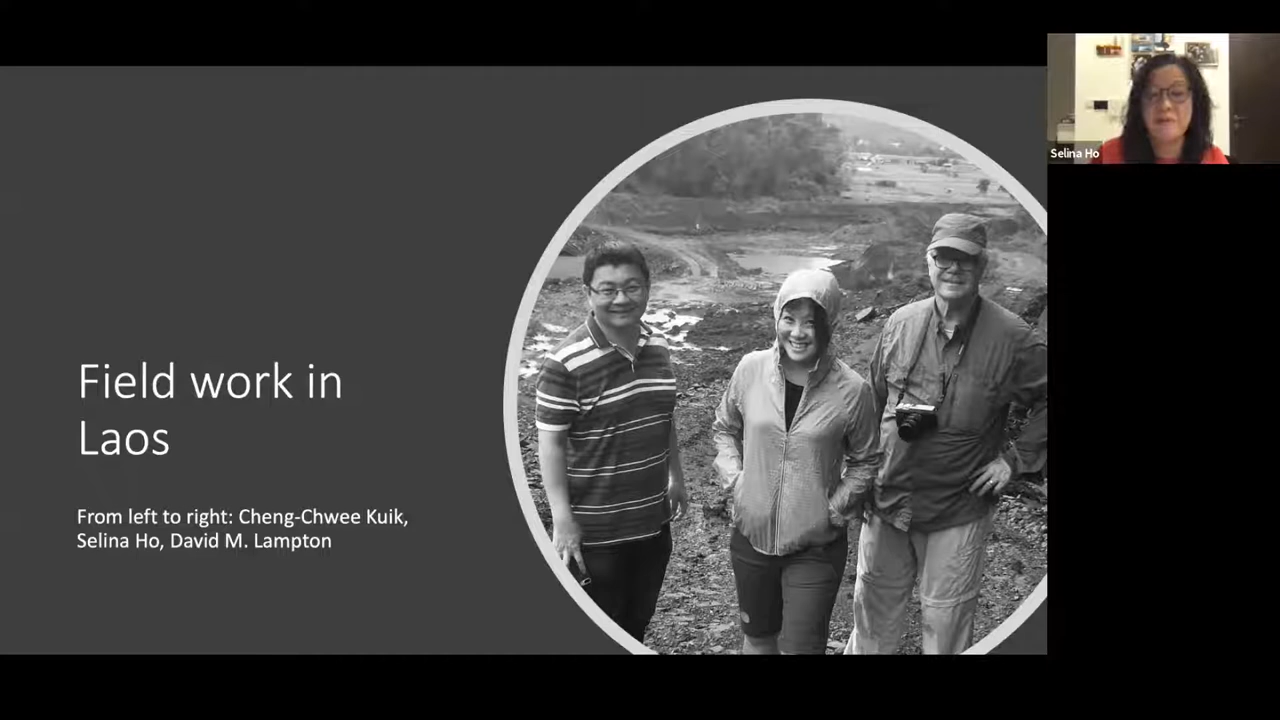 Field work in
Laos
From left to right: Cheng-Chwee Kuik,
Selina Ho, David M. Lampton
Selina Ho